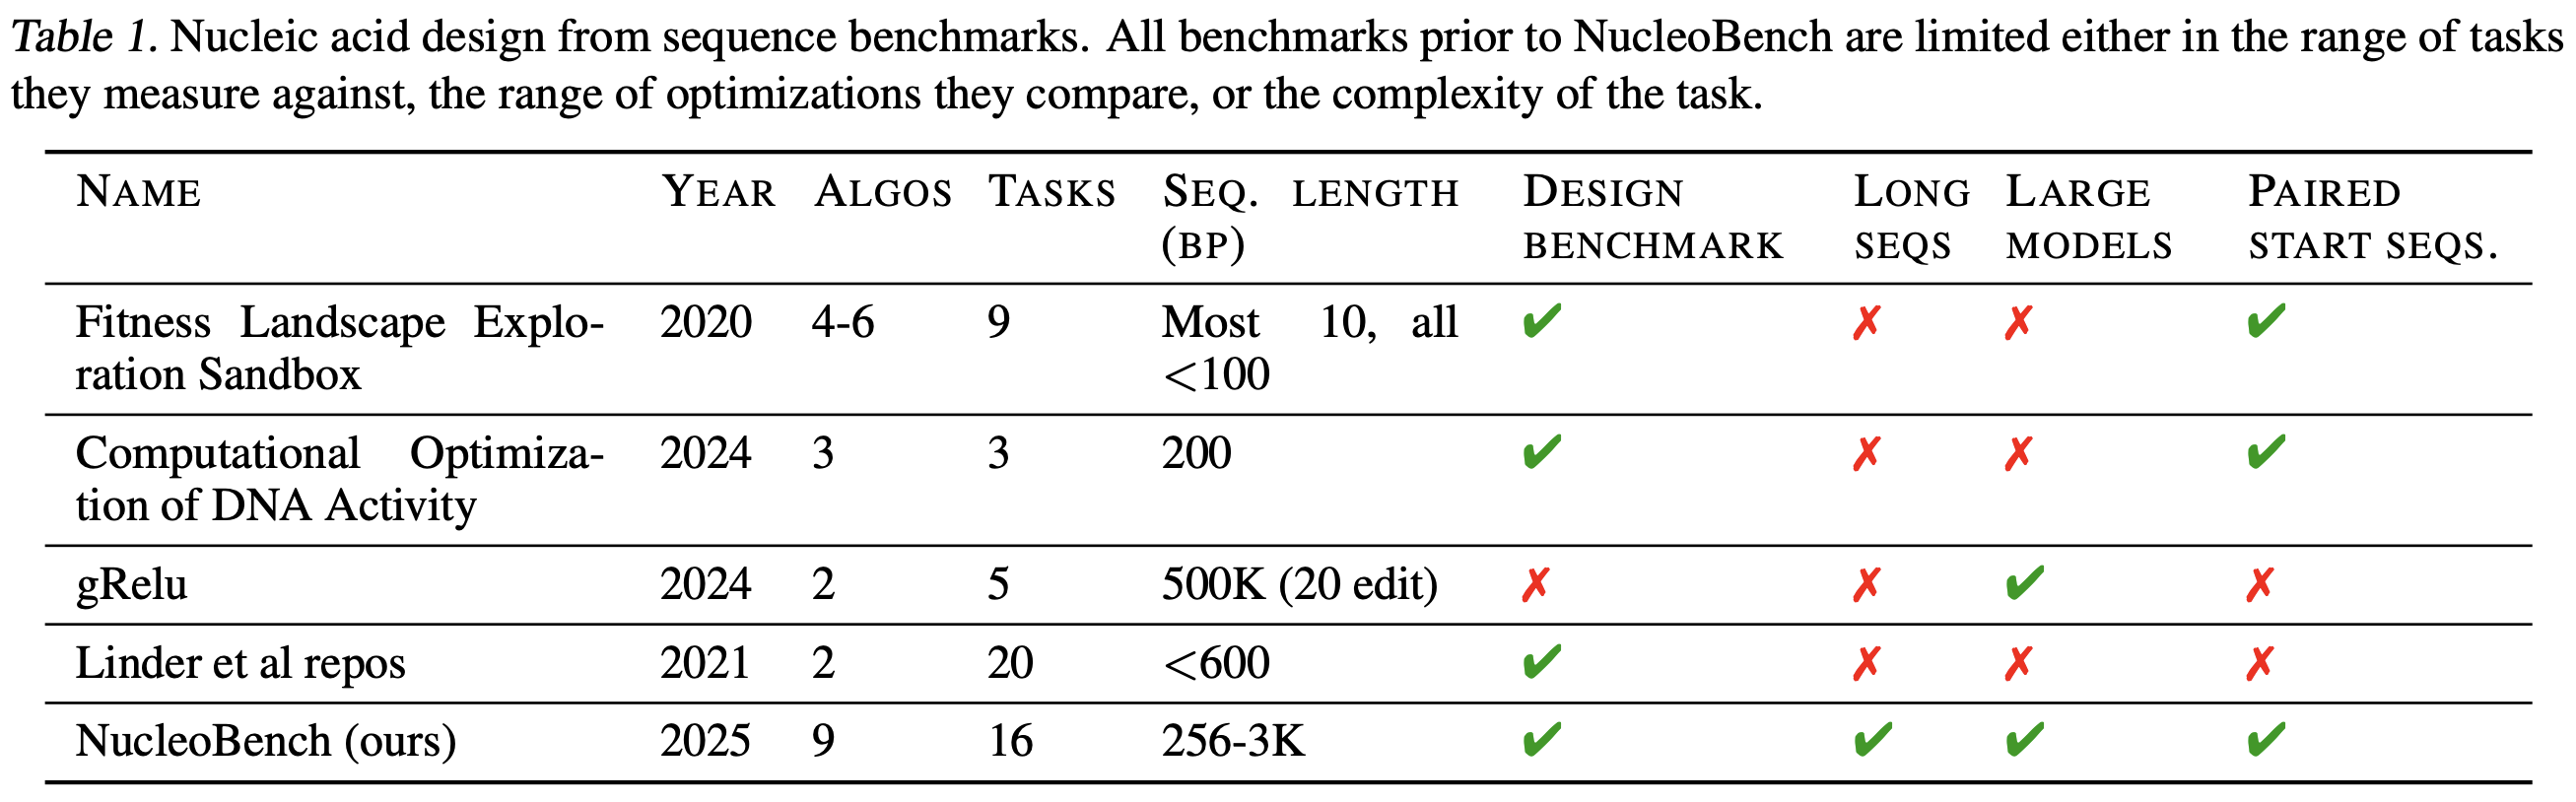 Table 1. Nucleic acid design from sequence benchmarks. All benchmarks prior to NucleoBench are limited either in the range of tasks
they measure against, the range of optimizations they compare, or the complexity of the task.
NAME YEAR ALGOS TASKS SEQ. LENGTH DESIGN LONG LARGE PAIRED
(BP) BENCHMARK SEQS MODELS START SEQS.
Fitness Landscape Explo- 2020 4-6 9 Most 10, all ✔ ✗ ✗ ✔
ration Sandbox <100
Computational Optimiza- 2024 3 3 200 ✔ ✗ ✗ ✔
tion of DNA Activity
gRelu 2024 2 5 500K (20 edit) ✗ ✗ ✔ ✗
Linder et al repos 2021 2 20 <600 ✔ ✗ ✗ ✗
NucleoBench (ours) 2025 9 16 256-3K ✔ ✔ ✔ ✔